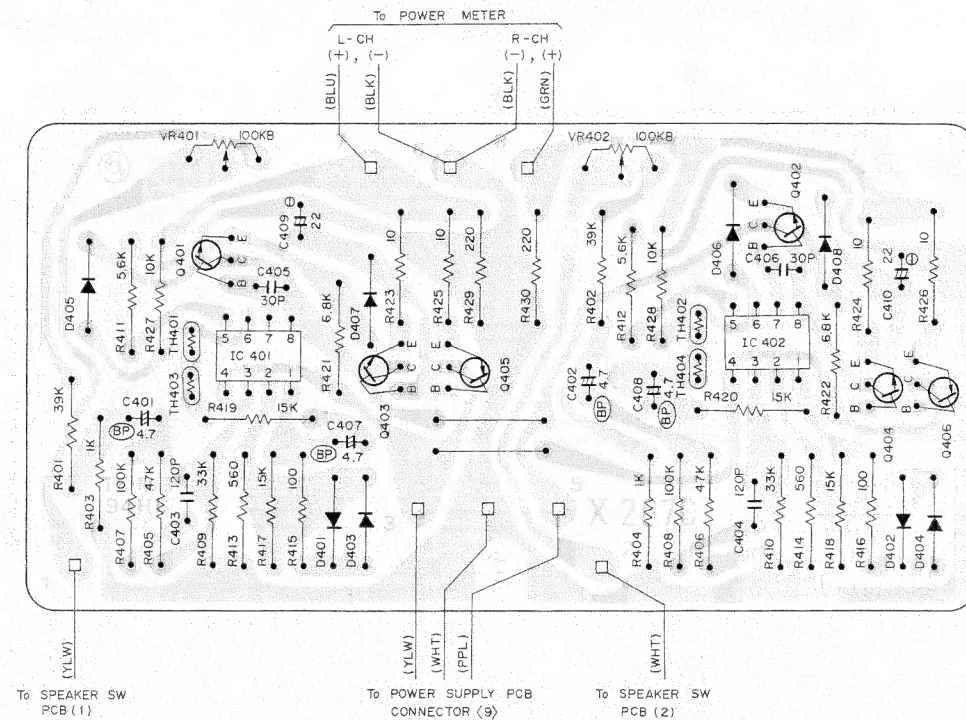 To POWER METER
L-CH R-CH
(+) , (-) (-) , (+)
(BLU) (BLK) (BLK) (GRN)
VR401 100KB
7 6 8
VR402 100KB
Q402
E
C
B
C409 22
Q401
E
C
B
C405
30P
D405
5.6K R411
10K R427
TH401
TH403
5 6 7 8
IC 401
4 3 2 1
6.8K R421
D407
10 R423
10 R425
220 R429
220 R430
39K R402
5.6K R412
10K R428
TH402
TH404
D406
C406 30P
D408
10 R424
22 C410
10 R426
5 6 7 8
IC 402
4 3 2 1
6.8K R422
E
C
B
Q403
E
C
B
Q405
C402 4.7
BP
C408 4.7
BP
E
C
B
Q404
E
C
B
Q406
39K R401
1K R403
C401
BP 4.7
R419 15K
C407
BP 4.7
R420 15K
100K R407
47K R405
120P C403
33K R409
560 R413
15K R417
100 R415
D401
D403
3
5
1K R404
100K R408
47K R406
120P C404
33K R410
560 R414
15K R418
100 R416
D402
D404
(YLW)
(YLW) (WHT) (PPL)
(WHT)
To SPEAKER SW
PCB (1)
To POWER SUPPLY PCB
CONNECTOR ⟨9⟩
To SPEAKER SW
PCB (2)